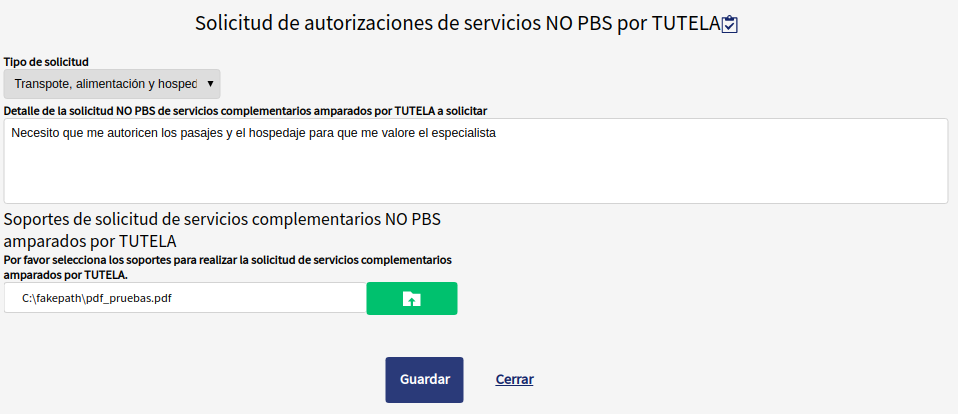 Solicitud de autorizaciones de servicios NO PBS por TUTELA
Tipo de solicitud
Transpote, alimentación y hosped
Detalle de la solicitud NO PBS de servicios complementarios amparados por TUTELA a solicitar
Necesito que me autoricen los pasajes y el hospedaje para que me valore el especialista
Soportes de solicitud de servicios complementarios NO PBS
amparados por TUTELA
Por favor selecciona los soportes para realizar la solicitud de servicios complementarios
amparados por TUTELA.
C:\fakepath\pdf_pruebas.pdf
Guardar Cerrar